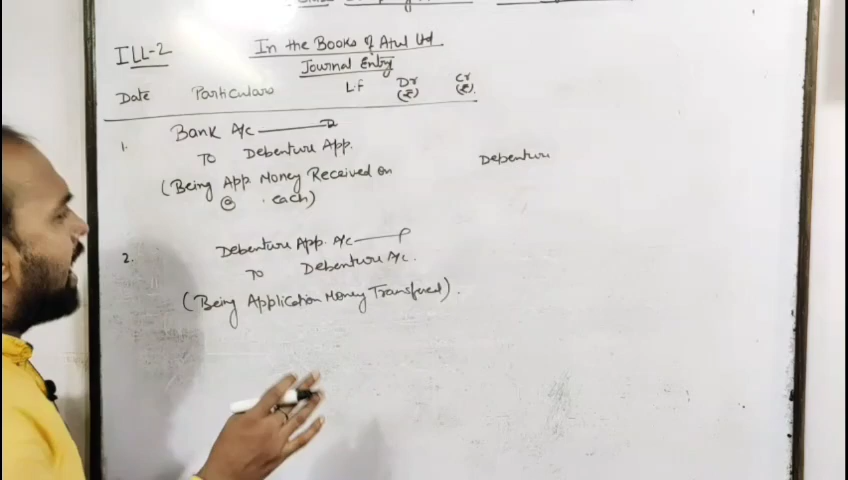 ILL-2
In the Books of Atul Ltd
Journal Entry
Date Particulars L.F Dr (₹) Cr (₹).
1. Bank A/c Dr
To Debenture App.
(Being App Money Received on Debenture
@ . each)
2. Debenture App. A/c
To Debenture A/c.
(Being Application Money Transfered).